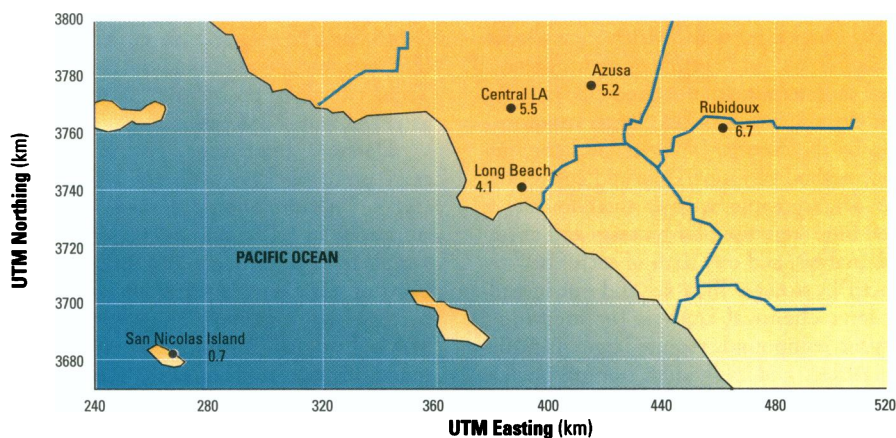 3800
3780
3760
3740
3720
3700
3680
UTM Northing (km)
Azusa
5.2
Central LA
5.5
Rubidoux
6.7
Long Beach
4.1
PACIFIC OCEAN
San Nicolas Island
0.7
240 280 320 360 400 440 480 520
UTM Easting (km)